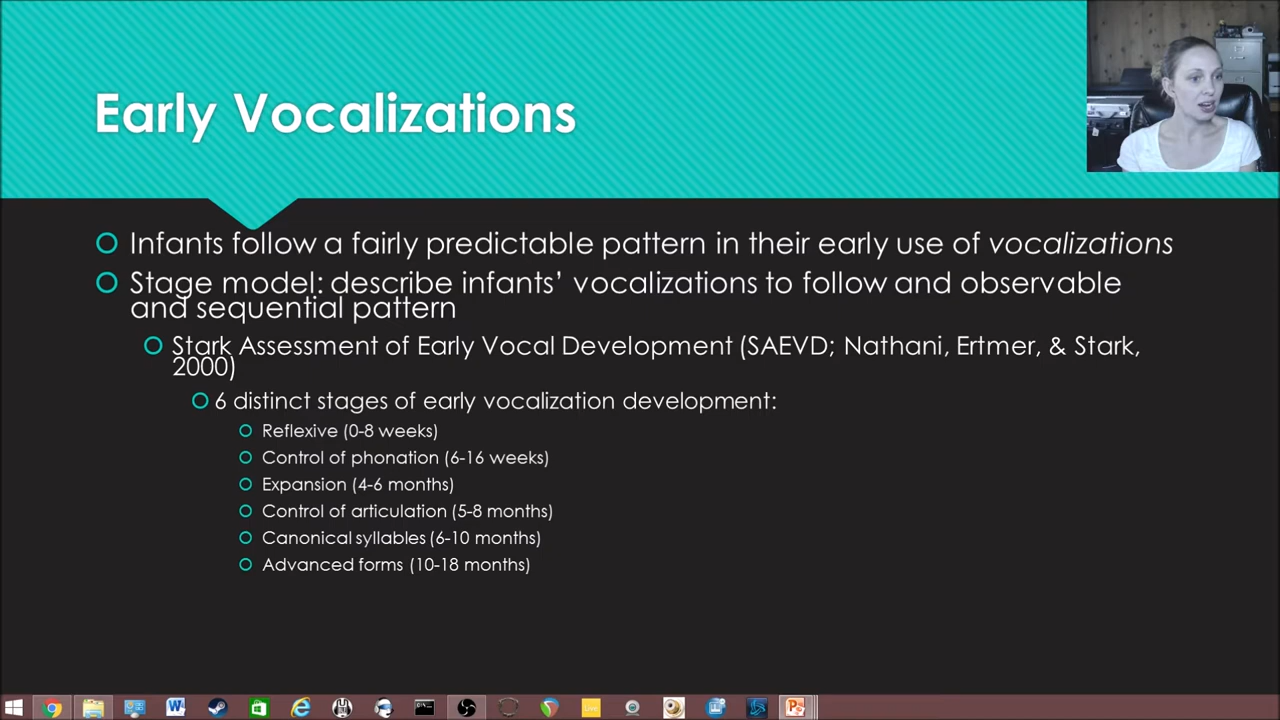 Early Vocalizations
Infants follow a fairly predictable pattern in their early use of vocalizations
Stage model: describe infants' vocalizations to follow and observable
and sequential pattern
Stark Assessment of Early Vocal Development (SAEVD; Nathani, Ertmer, & Stark,
2000)
6 distinct stages of early vocalization development:
Reflexive (0-8 weeks)
Control of phonation (6-16 weeks)
Expansion (4-6 months)
Control of articulation (5-8 months)
Canonical syllables (6-10 months)
Advanced forms (10-18 months)